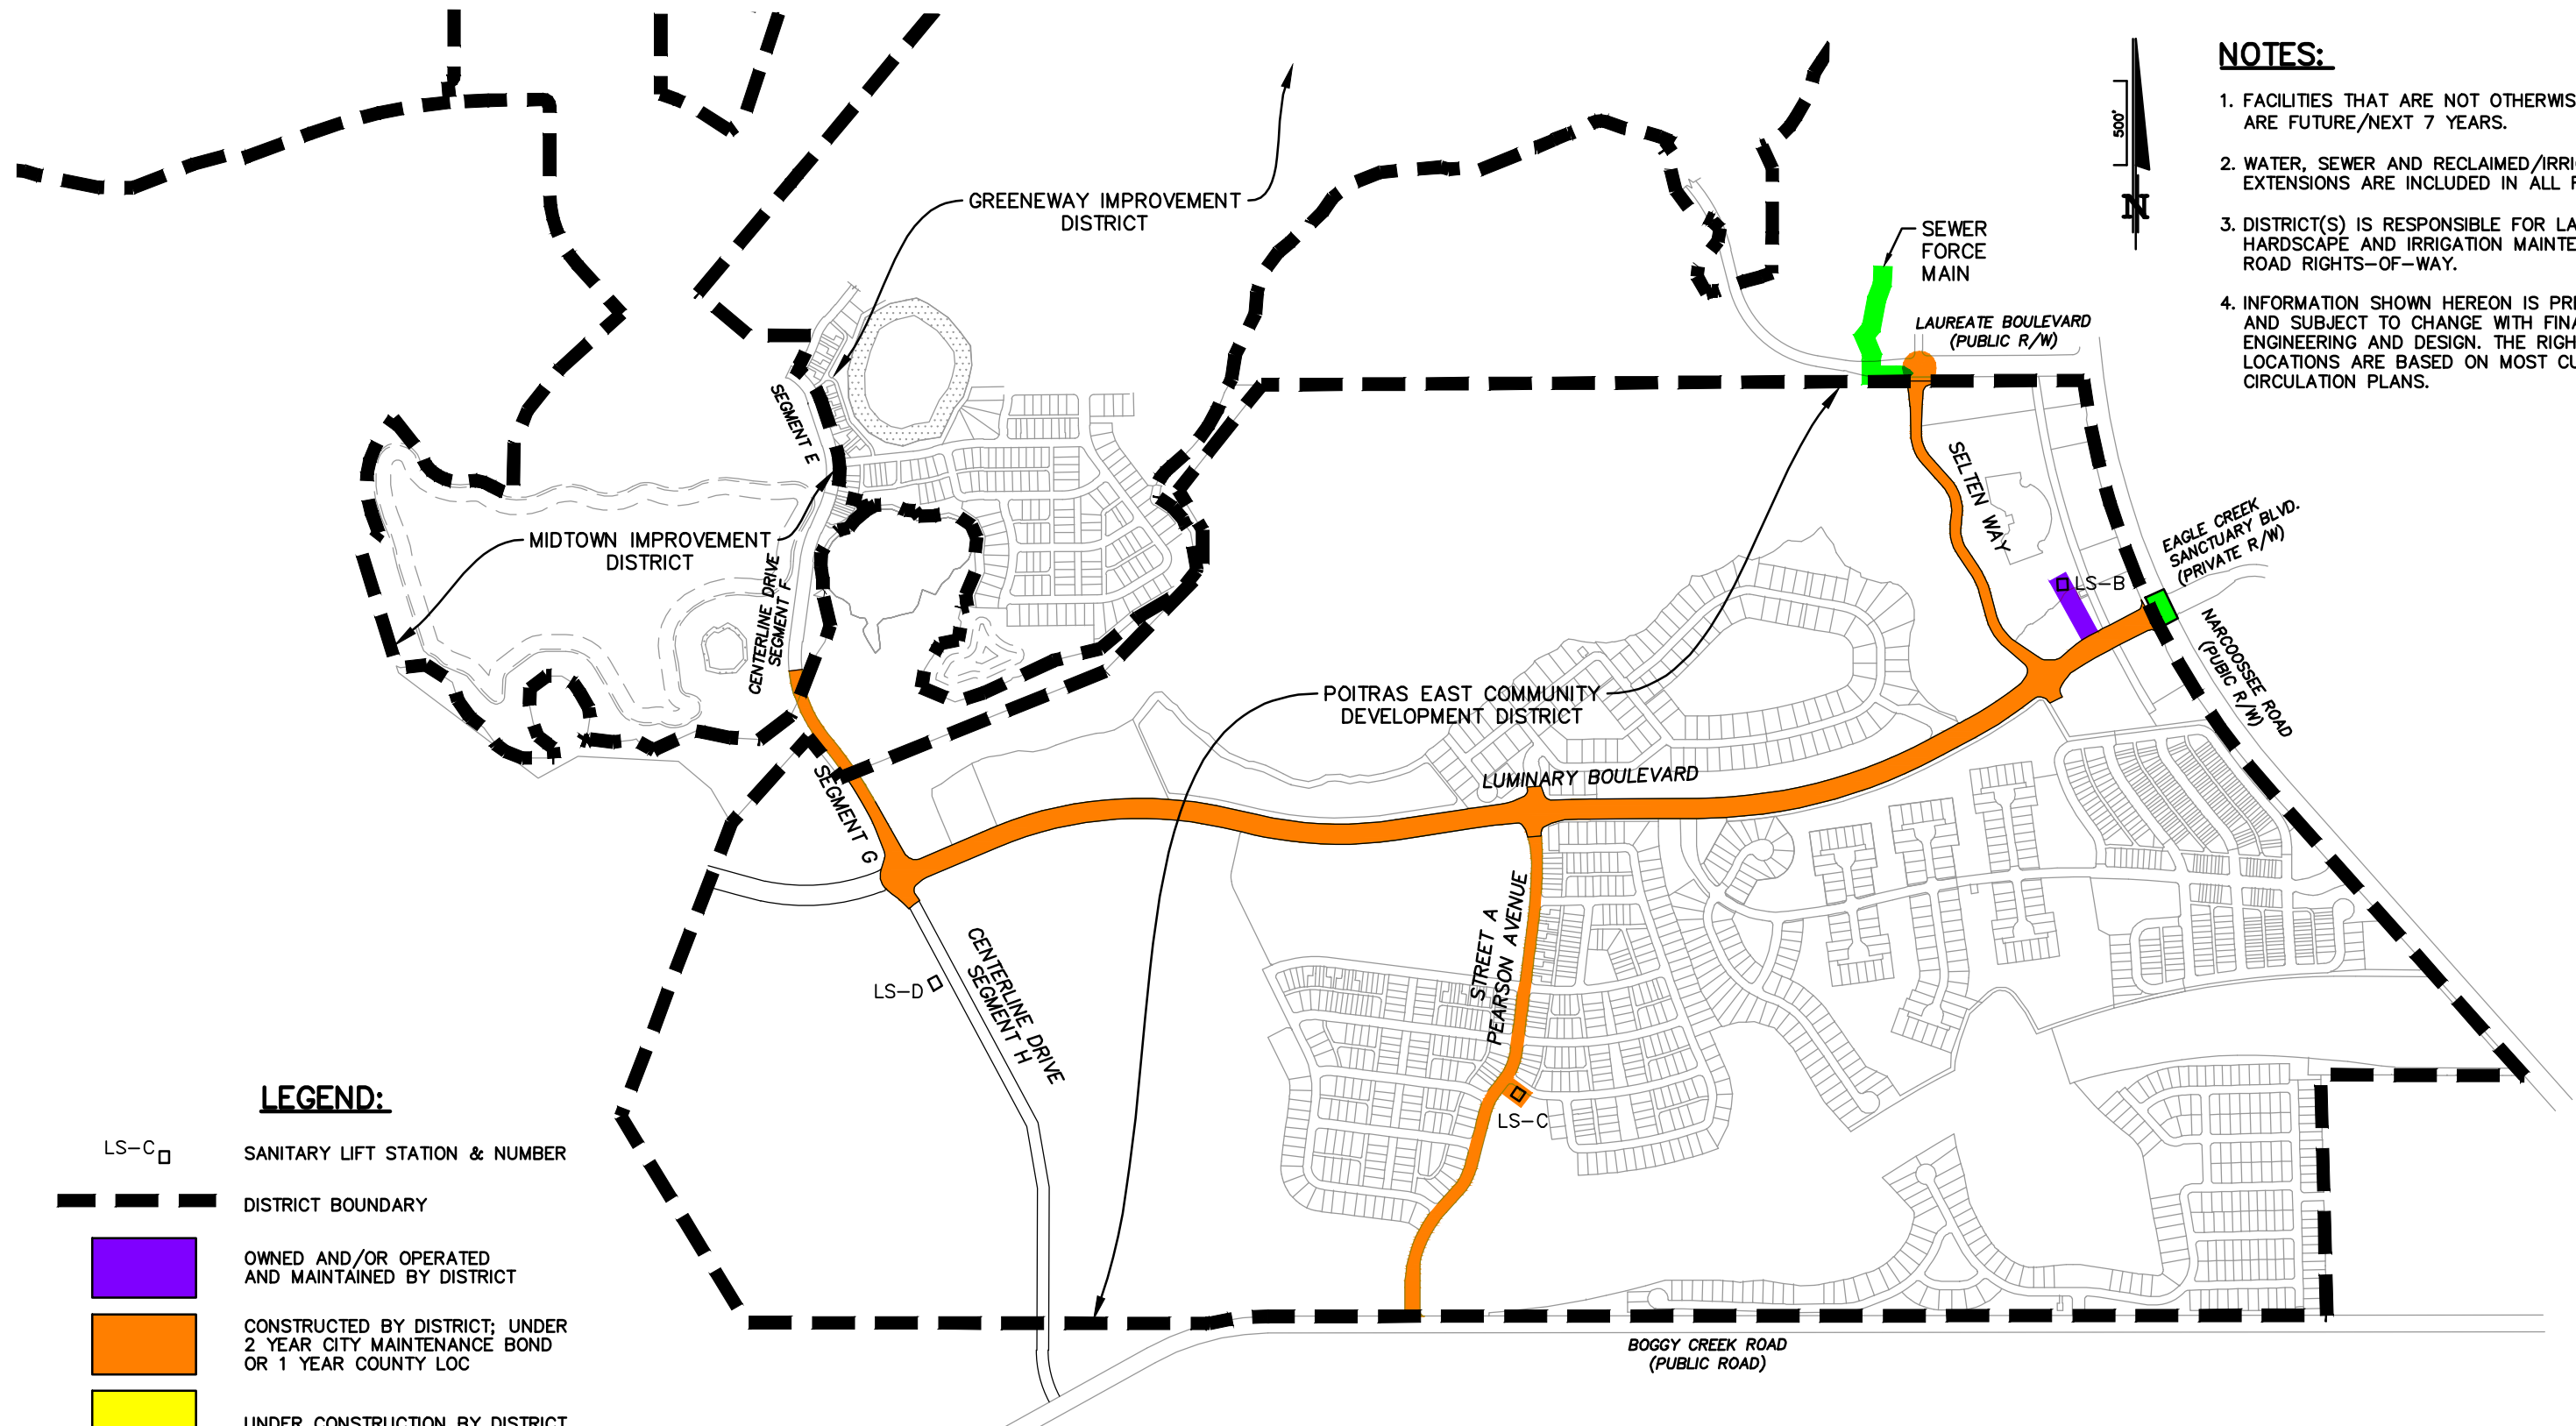 NOTES:
1. FACILITIES THAT ARE NOT OTHERWIS
ARE FUTURE/NEXT 7 YEARS.
2. WATER, SEWER AND RECLAIMED/IRRI
EXTENSIONS ARE INCLUDED IN ALL
3. DISTRICT(S) IS RESPONSIBLE FOR LA
HARDSCAPE AND IRRIGATION MAINTE
ROAD RIGHTS-OF-WAY.
4. INFORMATION SHOWN HEREON IS PRE
AND SUBJECT TO CHANGE WITH FINA
ENGINEERING AND DESIGN. THE RIGH
LOCATIONS ARE BASED ON MOST CU
CIRCULATION PLANS.
500'
N
GREENEWAY IMPROVEMENT
DISTRICT
SEWER
FORCE
MAIN
LAUREATE BOULEVARD
(PUBLIC R/W)
SEGMENT E
SELTEN WAY
MIDTOWN IMPROVEMENT
DISTRICT
CENTERLINE DRIVE
SEGMENT F
EAGLE CREEK
SANCTUARY BLVD.
(PRIVATE R/W)
LS-B
NARCOOSSEE ROAD
(PUBIC R/W)
POITRAS EAST COMMUNITY
DEVELOPMENT DISTRICT
LUMINARY BOULEVARD
SEGMENT G
STREET A
PEARSON AVENUE
CENTERLINE DRIVE
SEGMENT H
LS-D
LS-C
BOGGY CREEK ROAD
(PUBLIC ROAD)
LEGEND:
LS-C
SANITARY LIFT STATION & NUMBER
DISTRICT BOUNDARY
OWNED AND/OR OPERATED
AND MAINTAINED BY DISTRICT
CONSTRUCTED BY DISTRICT; UNDER
2 YEAR CITY MAINTENANCE BOND
OR 1 YEAR COUNTY LOC
UNDER CONSTRUCTION BY DISTRICT